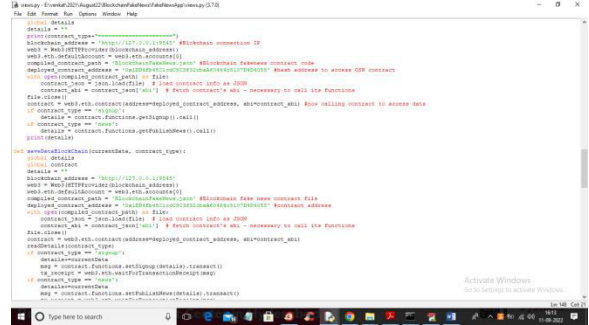 views.py - E:\venkat\2021\August22\BlockchainFakeNews\FakeNewsApp\views.py (3.7.0)
File Edit Format Run Options Window Help
global details
details = ""
blockchain_address = 'http://127.0.0.1:9545' #Blokchain connection IP
web3 = Web3(HTTPProvider(blockchain_address))
web3.eth.defaultAccount = web3.eth.accounts[0]
compiled_contract_path = 'BlockchainFakeNews.json' #Blockchain fakenews contract code
deployed_contract_address = #hash address to access contract
with open(compiled_contract_path) as file:
contract_json = json.load(file) # load contract info as JSON
contract_abi = contract_json['abi'] # fetch contract's abi - necessary to call its functions
file.close()
contract = web3.eth.contract(address=deployed_contract_address, abi=contract_abi) #now calling contract to access data
if contract_type == 'signup':
details = contract.functions.getSignup().call()
if contract_type == 'news':
details = contract.functions.getPublishNews().call()
print(details)
def saveDataBlockChain(currentData, contract_type):
global details
global contract
details = ""
blockchain_address = 'http://127.0.0.1:9545'
web3 = Web3(HTTPProvider(blockchain_address))
web3.eth.defaultAccount = web3.eth.accounts[0]
compiled_contract_path = 'BlockchainFakeNews.json' #Blockchain fake news contract file
deployed_contract_address = #contract address
with open(compiled_contract_path) as file:
contract_json = json.load(file) # load contract info as JSON
contract_abi = contract_json['abi'] # fetch contract's abi - necessary to call its functions
file.close()
contract = web3.eth.contract(address=deployed_contract_address, abi=contract_abi)
readDetails(contract_type)
if contract_type == 'signup':
details+=currentData
msg = contract.functions.setSignup(details).transact()
tx_receipt = web3.eth.waitForTransactionReceipt(msg)
if contract_type == 'news':
details+=currentData
msg = contract.functions.setPublishNews(details).transact()
Activate Windows
Go to Settings to activate Windows.
Ln: 148 Col: 21
Type here to search
16:13
11-08-2022